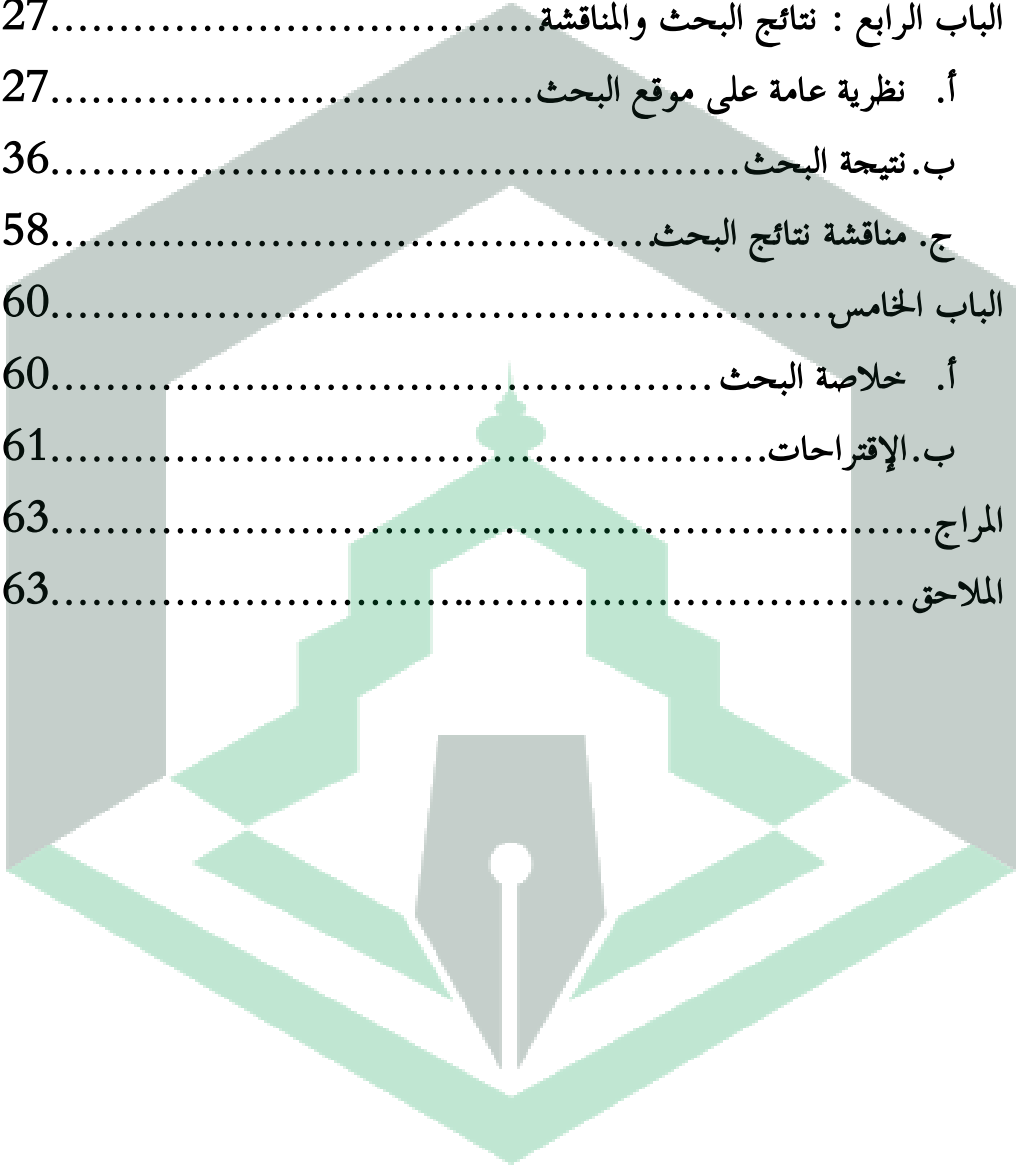 الباب الرابع : نتائج البحث والمناقشة....................................27
أ. نظرية عامة على موقع البحث...................................27
ب.نتيجة البحث..................................................36
ج. مناقشة نتائج البحث............................................58
الباب الخامس.........................................................60
أ. خلاصة البحث ................................................60
ب.الإقتراحات....................................................61
المراج................................................................63
الملاحق ..............................................................63